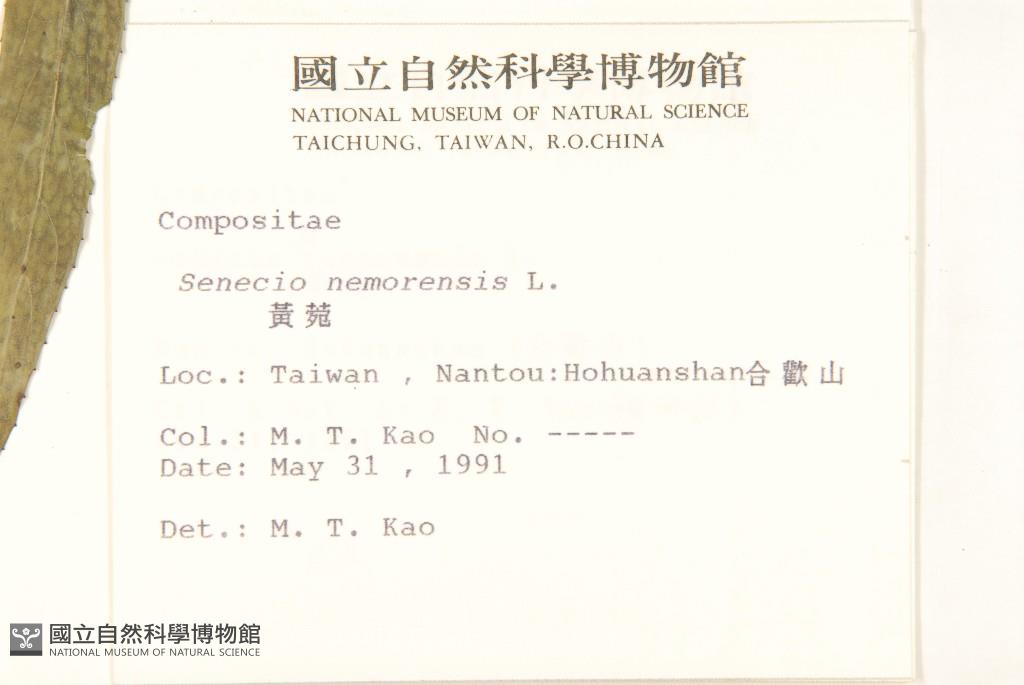 國立自然科學博物館
NATIONAL MUSEUM OF NATURAL SCIENCE
TAICHUNG, TAIWAN, R.O.CHINA
Compositae
Senecio nemorensis L.
黃菀
Loc.: Taiwan , Nantou:Hohuanshan合歡山
Col.: M. T. Kao No. -----
Date: May 31 , 1991
Det.: M. T. Kao
國立自然科學博物館
NATIONAL MUSEUM OF NATURAL SCIENCE